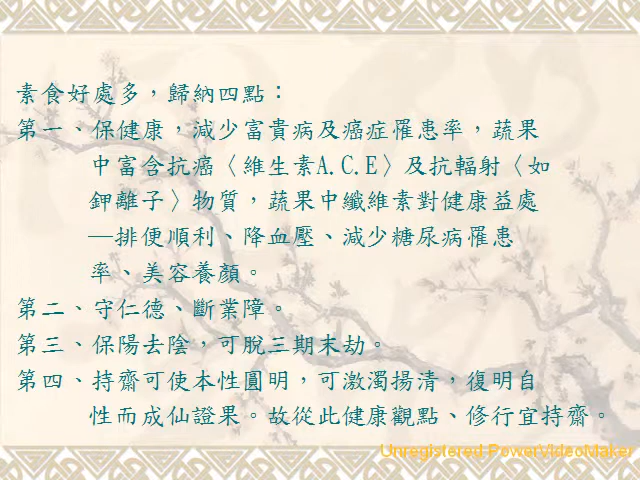 素食好處多，歸納四點：
第一、保健康，減少富貴病及癌症罹患率，蔬果
中富含抗癌〈維生素A.C.E〉及抗輻射〈如
鉀離子〉物質，蔬果中纖維素對健康益處
—排便順利、降血壓、減少糖尿病罹患
率、美容養顏。
第二、守仁德、斷業障。
第三、保陽去陰，可脫三期末劫。
第四、持齋可使本性圓明，可激濁揚清，復明自
性而成仙證果。故從此健康觀點、修行宜持齋。
Unregistered PowerVideoMaker